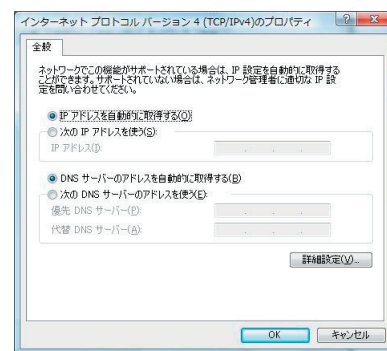 インターネット プロトコル バージョン 4 (TCP/IPv4)のプロパティ
全般
ネットワークでこの機能がサポートされている場合は、IP 設定を自動的に取得する
ことができます。サポートされていない場合は、ネットワーク管理者に適切な IP 設
定を問い合わせてください。
IP アドレスを自動的に取得する(O)
次の IP アドレスを使う(S):
IP アドレス(I):
DNS サーバーのアドレスを自動的に取得する(B)
次の DNS サーバーのアドレスを使う(E):
優先 DNS サーバー(P):
代替 DNS サーバー(A):
詳細設定(V)...
OK
キャンセル